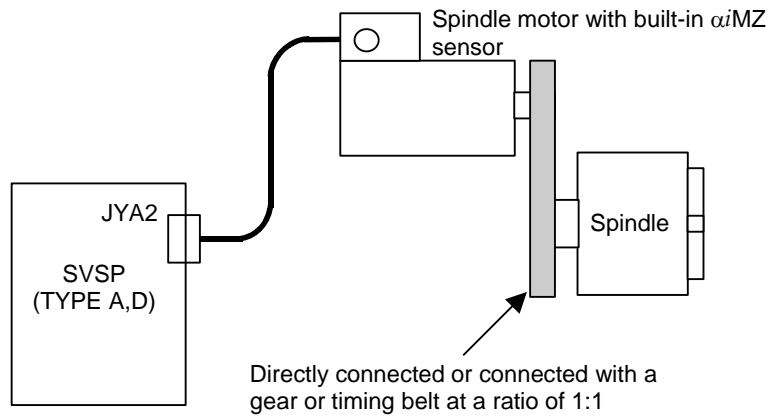 Spindle motor with built-in αiMZ
sensor
JYA2
SVSP
(TYPE A,D)
Spindle
Directly connected or connected with a
gear or timing belt at a ratio of 1:1